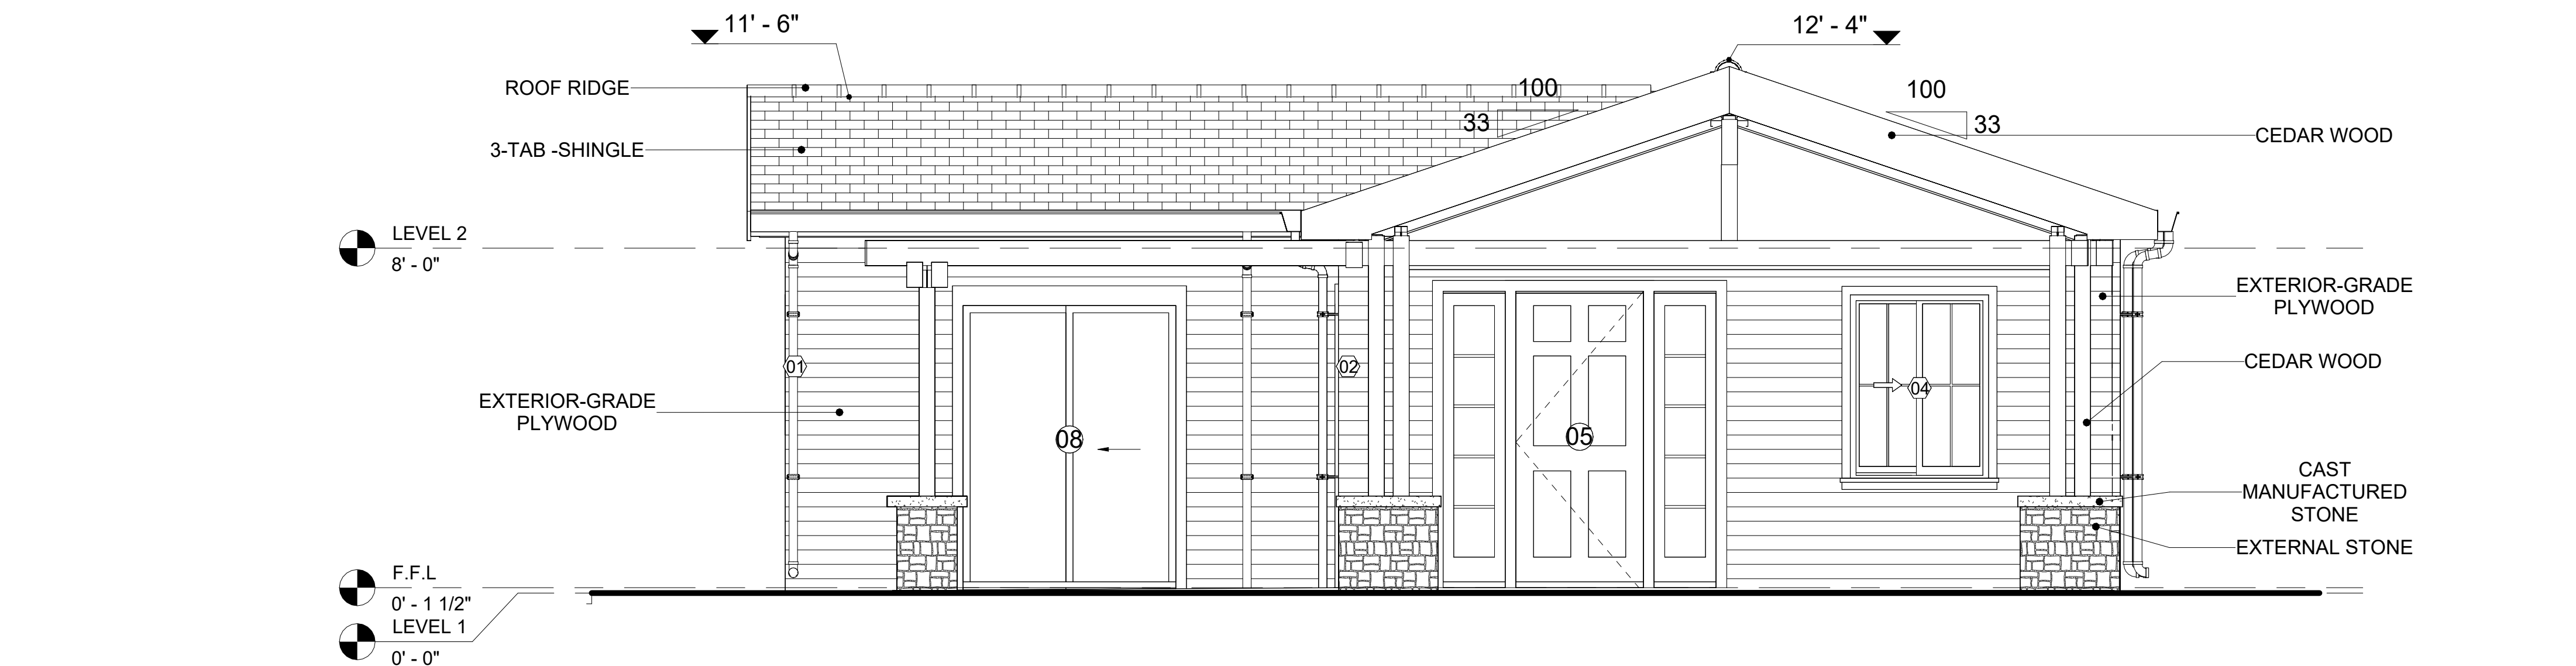 11' - 6"
12' - 4"
ROOF RIDGE
100
33
100
33
3-TAB -SHINGLE
CEDAR WOOD
LEVEL 2
8' - 0"
EXTERIOR-GRADE
PLYWOOD
01
02
04
CEDAR WOOD
EXTERIOR-GRADE
PLYWOOD
08
05
CAST
MANUFACTURED
STONE
EXTERNAL STONE
F.F.L
0' - 1 1/2"
LEVEL 1
0' - 0"